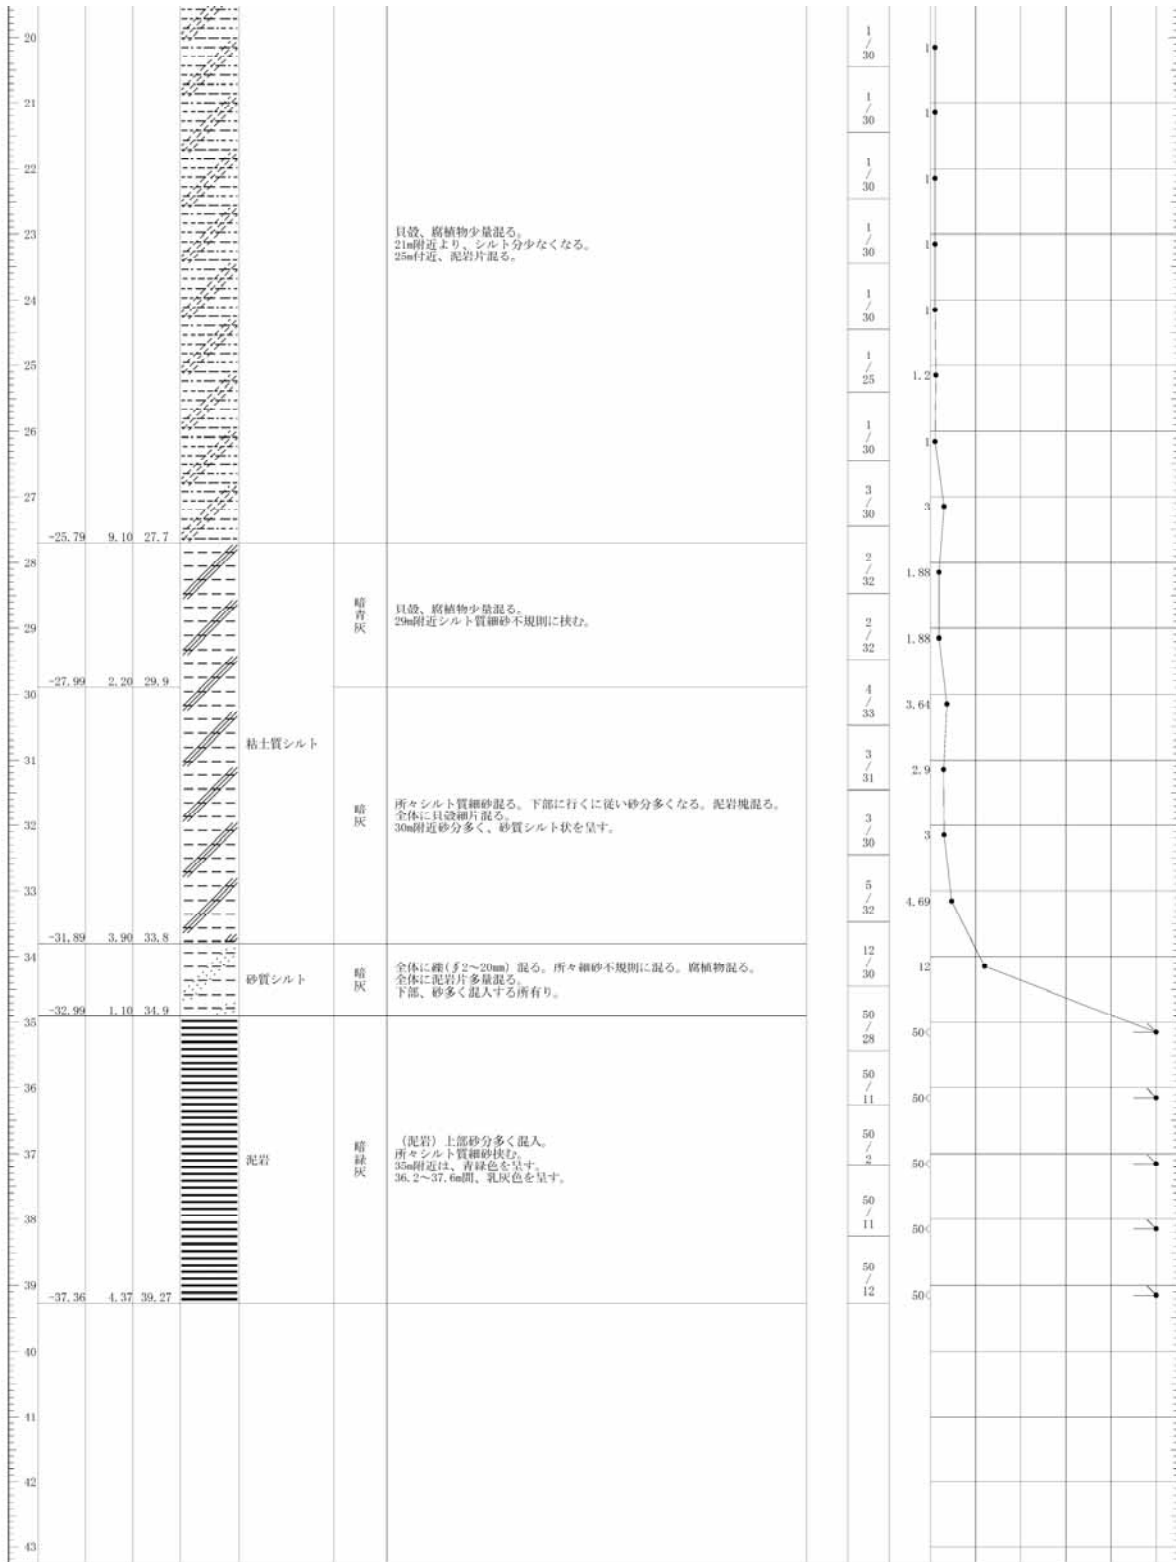 20
21
22
23
24
25
26
27
28
29
30
31
32
33
34
35
36
37
38
39
40
41
42
43
-25.79 9.10 27.7
-27.99 2.20 29.9
-31.89 3.90 33.8
-32.99 1.10 34.9
-37.36 4.37 39.27
粘土質シルト
砂質シルト
泥岩
暗青灰
暗灰
暗灰
暗緑灰
貝殻、腐植物少量混る。
21m附近より、シルト分少なくなる。
25m付近、泥岩片混る。
貝殻、腐植物少量混る。
29m附近シルト質細砂不規則に挟む。
所々シルト質細砂混る。下部に行くに従い砂分多くなる。泥岩塊混る。
全体に貝殻細片混る。
30m附近砂分多く、砂質シルト状を呈す。
全体に礫(∮2～20mm) 混る。所々細砂不規則に混る。腐植物混る。
全体に泥岩片多量混る。
下部、砂多く混入する所有り。
(泥岩) 上部砂分多く混入。
所々シルト質細砂挟む。
35m附近は、青緑色を呈す。
36.2～37.6m間、乳灰色を呈す。
1/30
1/30
1/30
1/30
1/30
1/25
1/30
3/30
2/32
2/32
4/33
3/31
3/30
5/32
12/30
50/28
50/11
50/2
50/11
50/12
1
1
1
1
1
1.2
1
3
1.88
1.88
3.64
2.9
3
4.69
12
50<
50<
50<
50<
50<